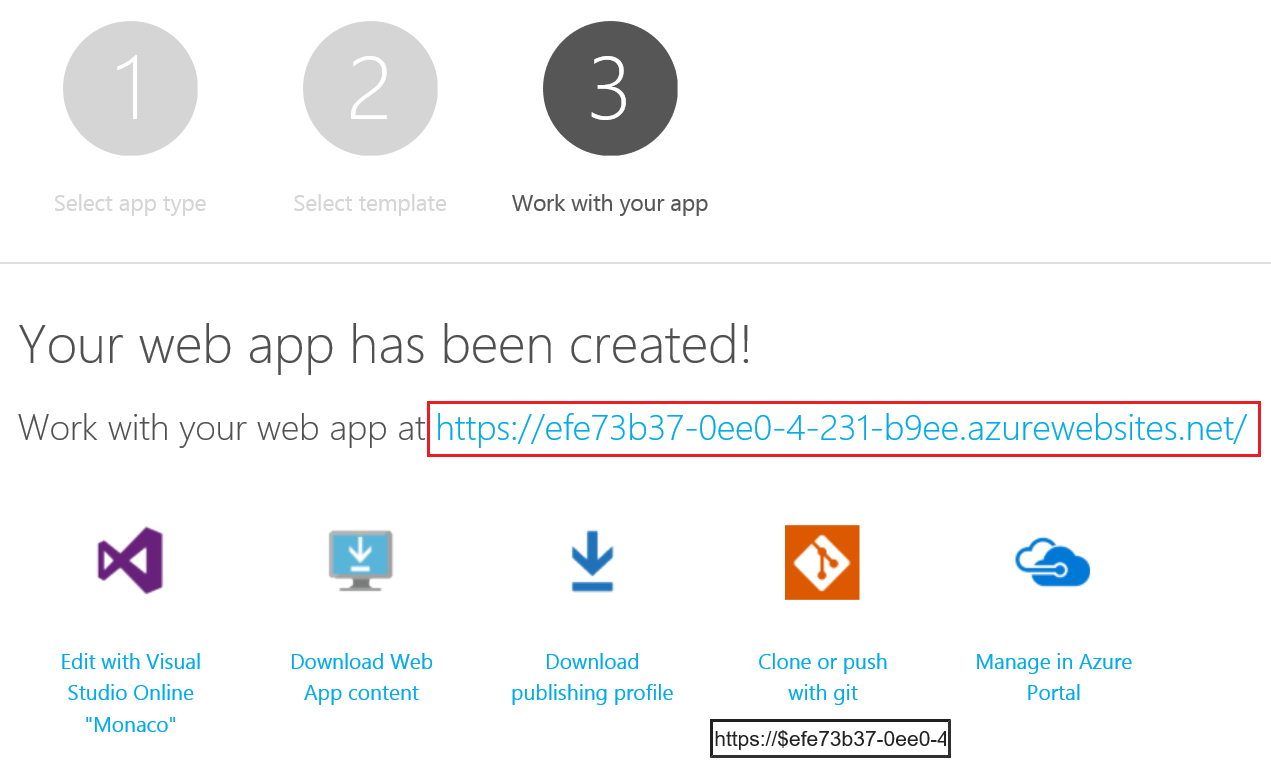 1 2 3
Select app type Select template Work with your app
Your web app has been created!
Work with your web app at https://efe73b37-0ee0-4-231-b9ee.azurewebsites.net/
Edit with Visual
Studio Online
"Monaco"
Download Web
App content
Download
publishing profile
Clone or push
with git
https://$efe73b37-0ee0-4
Manage in Azure
Portal